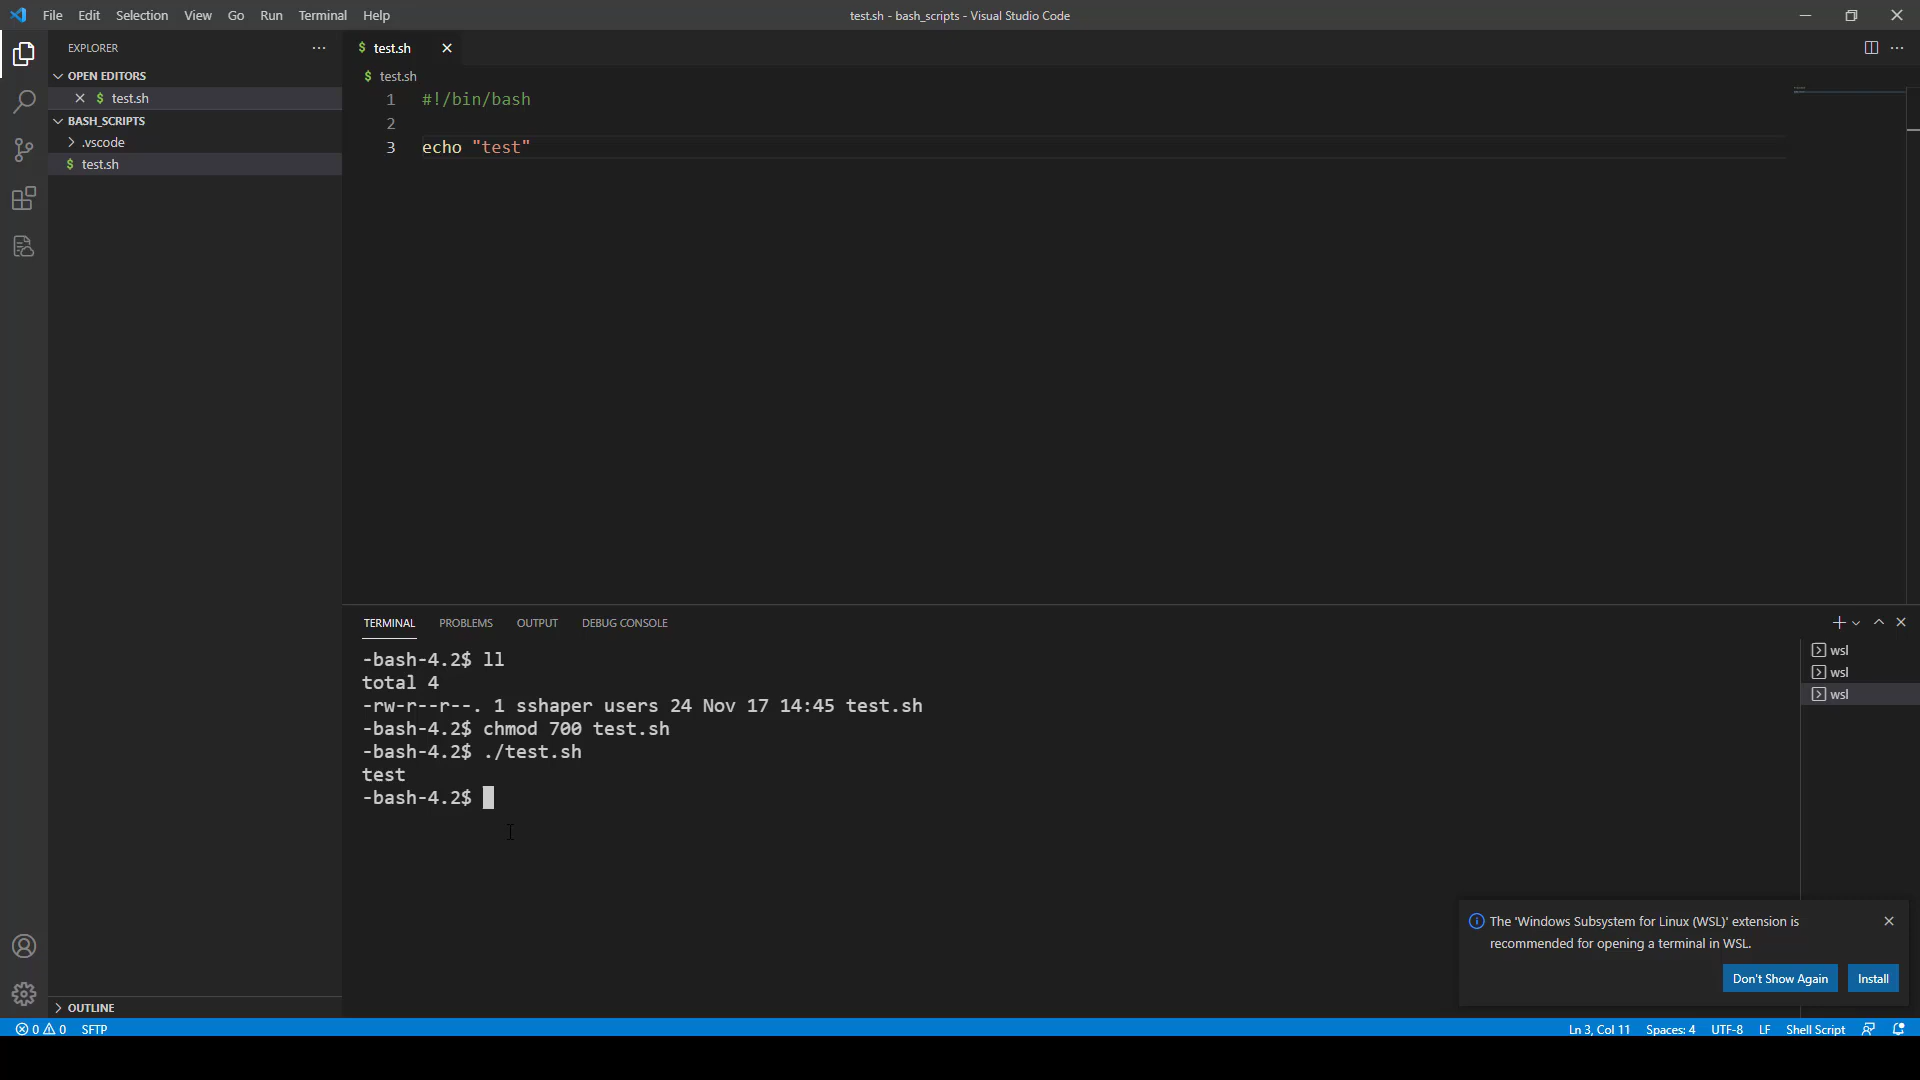 File Edit Selection View Go Run Terminal Help
test.sh - bash_scripts - Visual Studio Code
EXPLORER
OPEN EDITORS
$ test.sh
BASH_SCRIPTS
.vscode
$ test.sh
OUTLINE
$ test.sh
$ test.sh
1 #!/bin/bash
2
3 echo "test"
TERMINAL PROBLEMS OUTPUT DEBUG CONSOLE
-bash-4.2$ ll
total 4
-rw-r--r--. 1 sshaper users 24 Nov 17 14:45 test.sh
-bash-4.2$ chmod 700 test.sh
-bash-4.2$ ./test.sh
test
-bash-4.2$
wsl
wsl
wsl
The 'Windows Subsystem for Linux (WSL)' extension is
recommended for opening a terminal in WSL.
Don't Show Again Install
0 0 SFTP
Ln 3, Col 11 Spaces: 4 UTF-8 LF Shell Script